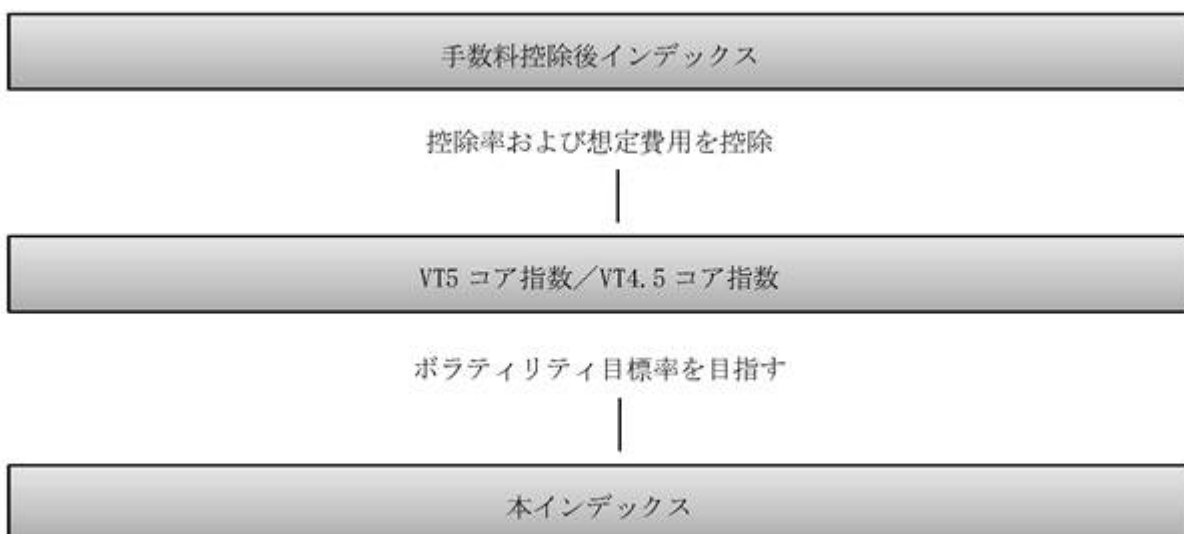 手数料控除後インデックス
控除率および想定費用を控除
VT5 コア指数／VT4.5 コア指数
ボラティリティ目標率を目指す
本インデックス